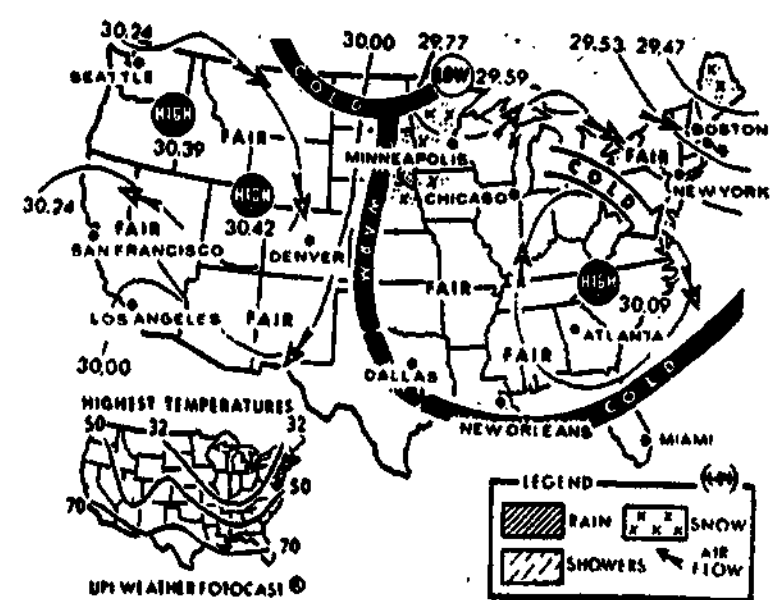 30.24
30.00
29.77
29.53
29.47
SEATTLE
COLD
LOW
29.59
HIGH
30.39
FAIR
MINNEAPOLIS
BOSTON
FAIR
COLD
NEW YORK
30.24
HIGH
30.42
CHICAGO
FAIR
SAN FRANCISCO
DENVER
WARM
FAIR
HIGH
30.09
LOS ANGELES
FAIR
ATLANTA
FAIR
30.00
DALLAS
COLD
NEW ORLEANS
MIAMI
HIGHEST TEMPERATURES
50
32
32
50
70
70
UPI WEATHER FOTOCAST ®
LEGEND
RAIN
SNOW
SHOWERS
AIR
FLOW